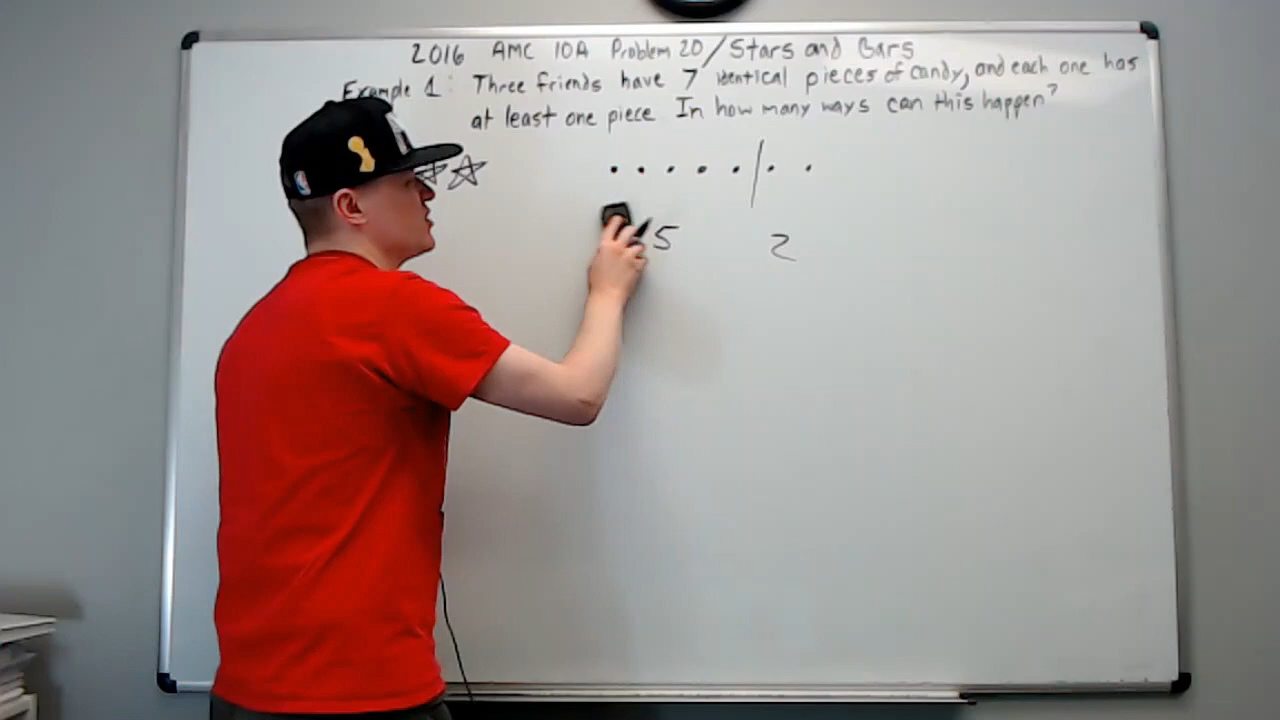 2016 AMC 10A Problem 20/Stars and Bars
Example 1: Three friends have 7 identical pieces of candy, and each one has
at least one piece. In how many ways can this happen?
5 2